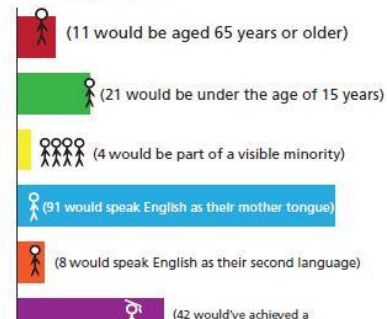 (11 would be aged 65 years or older)
(21 would be under the age of 15 years)
(4 would be part of a visible minority)
(91 would speak English as their mother tongue)
(8 would speak English as their second language)
(42 would've achieved a